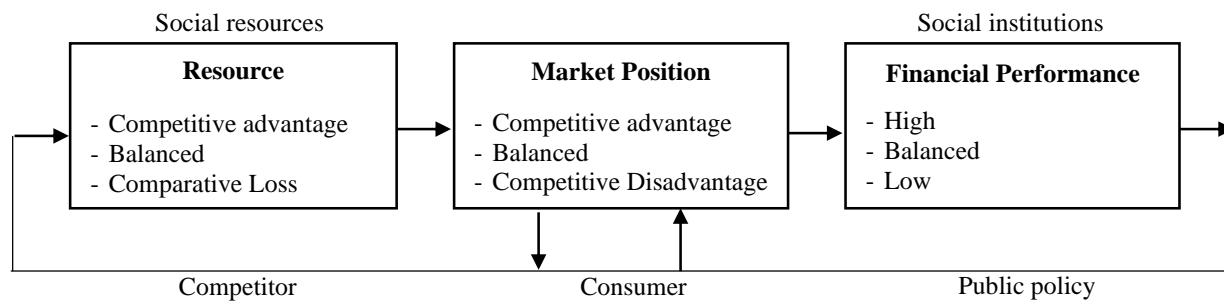 Social resources
Social institutions
Resource
- Competitive advantage
- Balanced
- Comparative Loss
Market Position
- Competitive advantage
- Balanced
- Competitive Disadvantage
Financial Performance
- High
- Balanced
- Low
Competitor
Consumer
Public policy